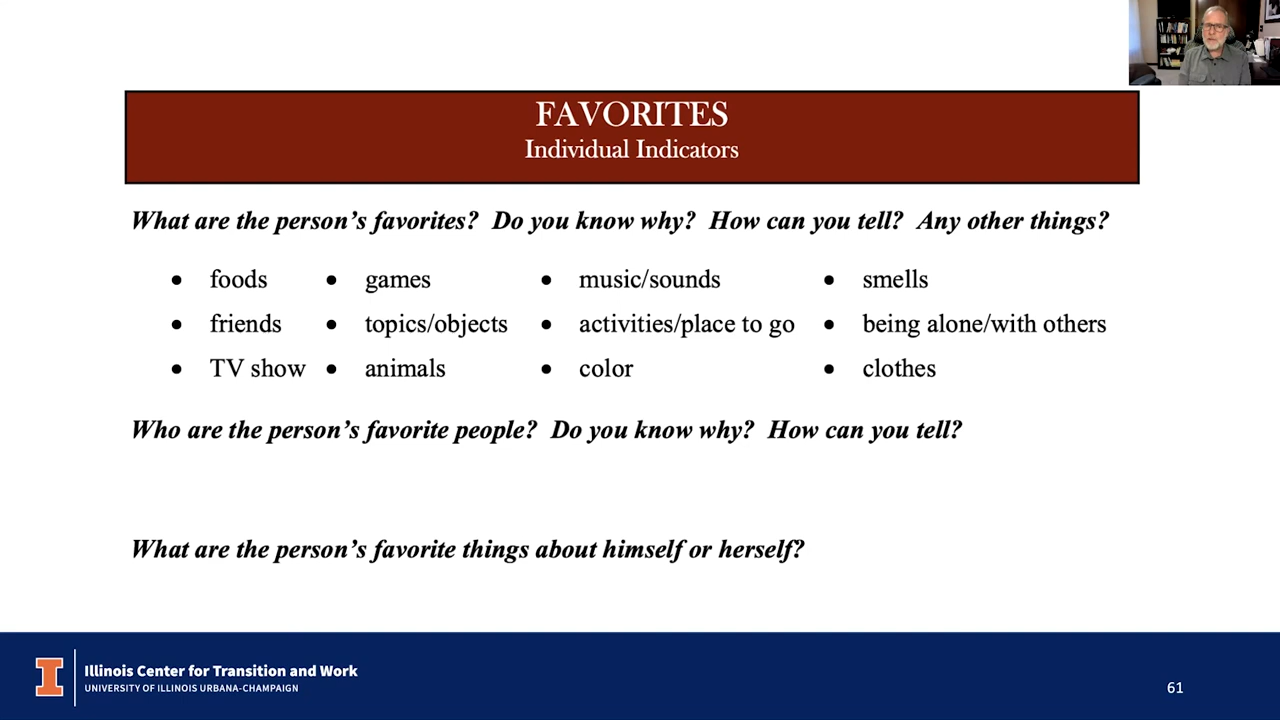 FAVORITES
Individual Indicators
What are the person’s favorites?  Do you know why?  How can you tell?  Any other things?
• foods • games • music/sounds • smells
• friends • topics/objects • activities/place to go • being alone/with others
• TV show • animals • color • clothes
Who are the person’s favorite people?  Do you know why?  How can you tell?
What are the person’s favorite things about himself or herself?
I
Illinois Center for Transition and Work
UNIVERSITY OF ILLINOIS URBANA-CHAMPAIGN
61